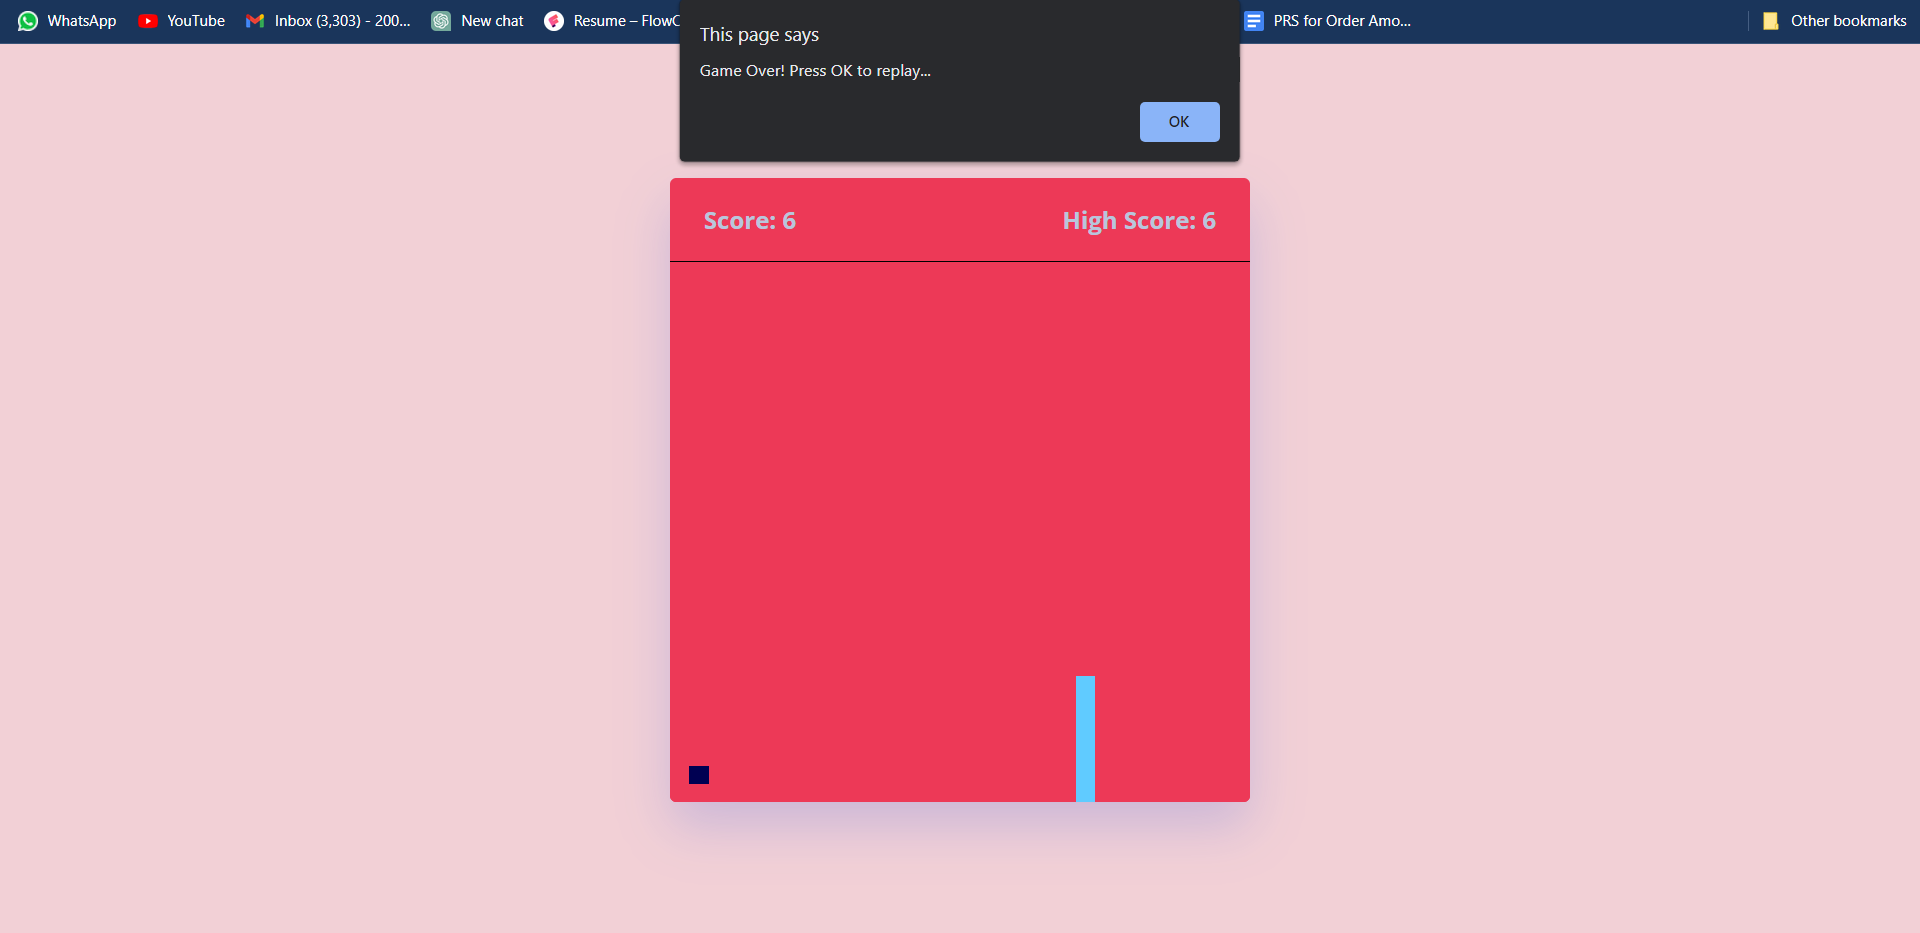 WhatsApp YouTube Inbox (3,303) - 200... New chat Resume – Flow PRS for Order Amo... Other bookmarks
This page says
Game Over! Press OK to replay...
OK
Score: 6 High Score: 6